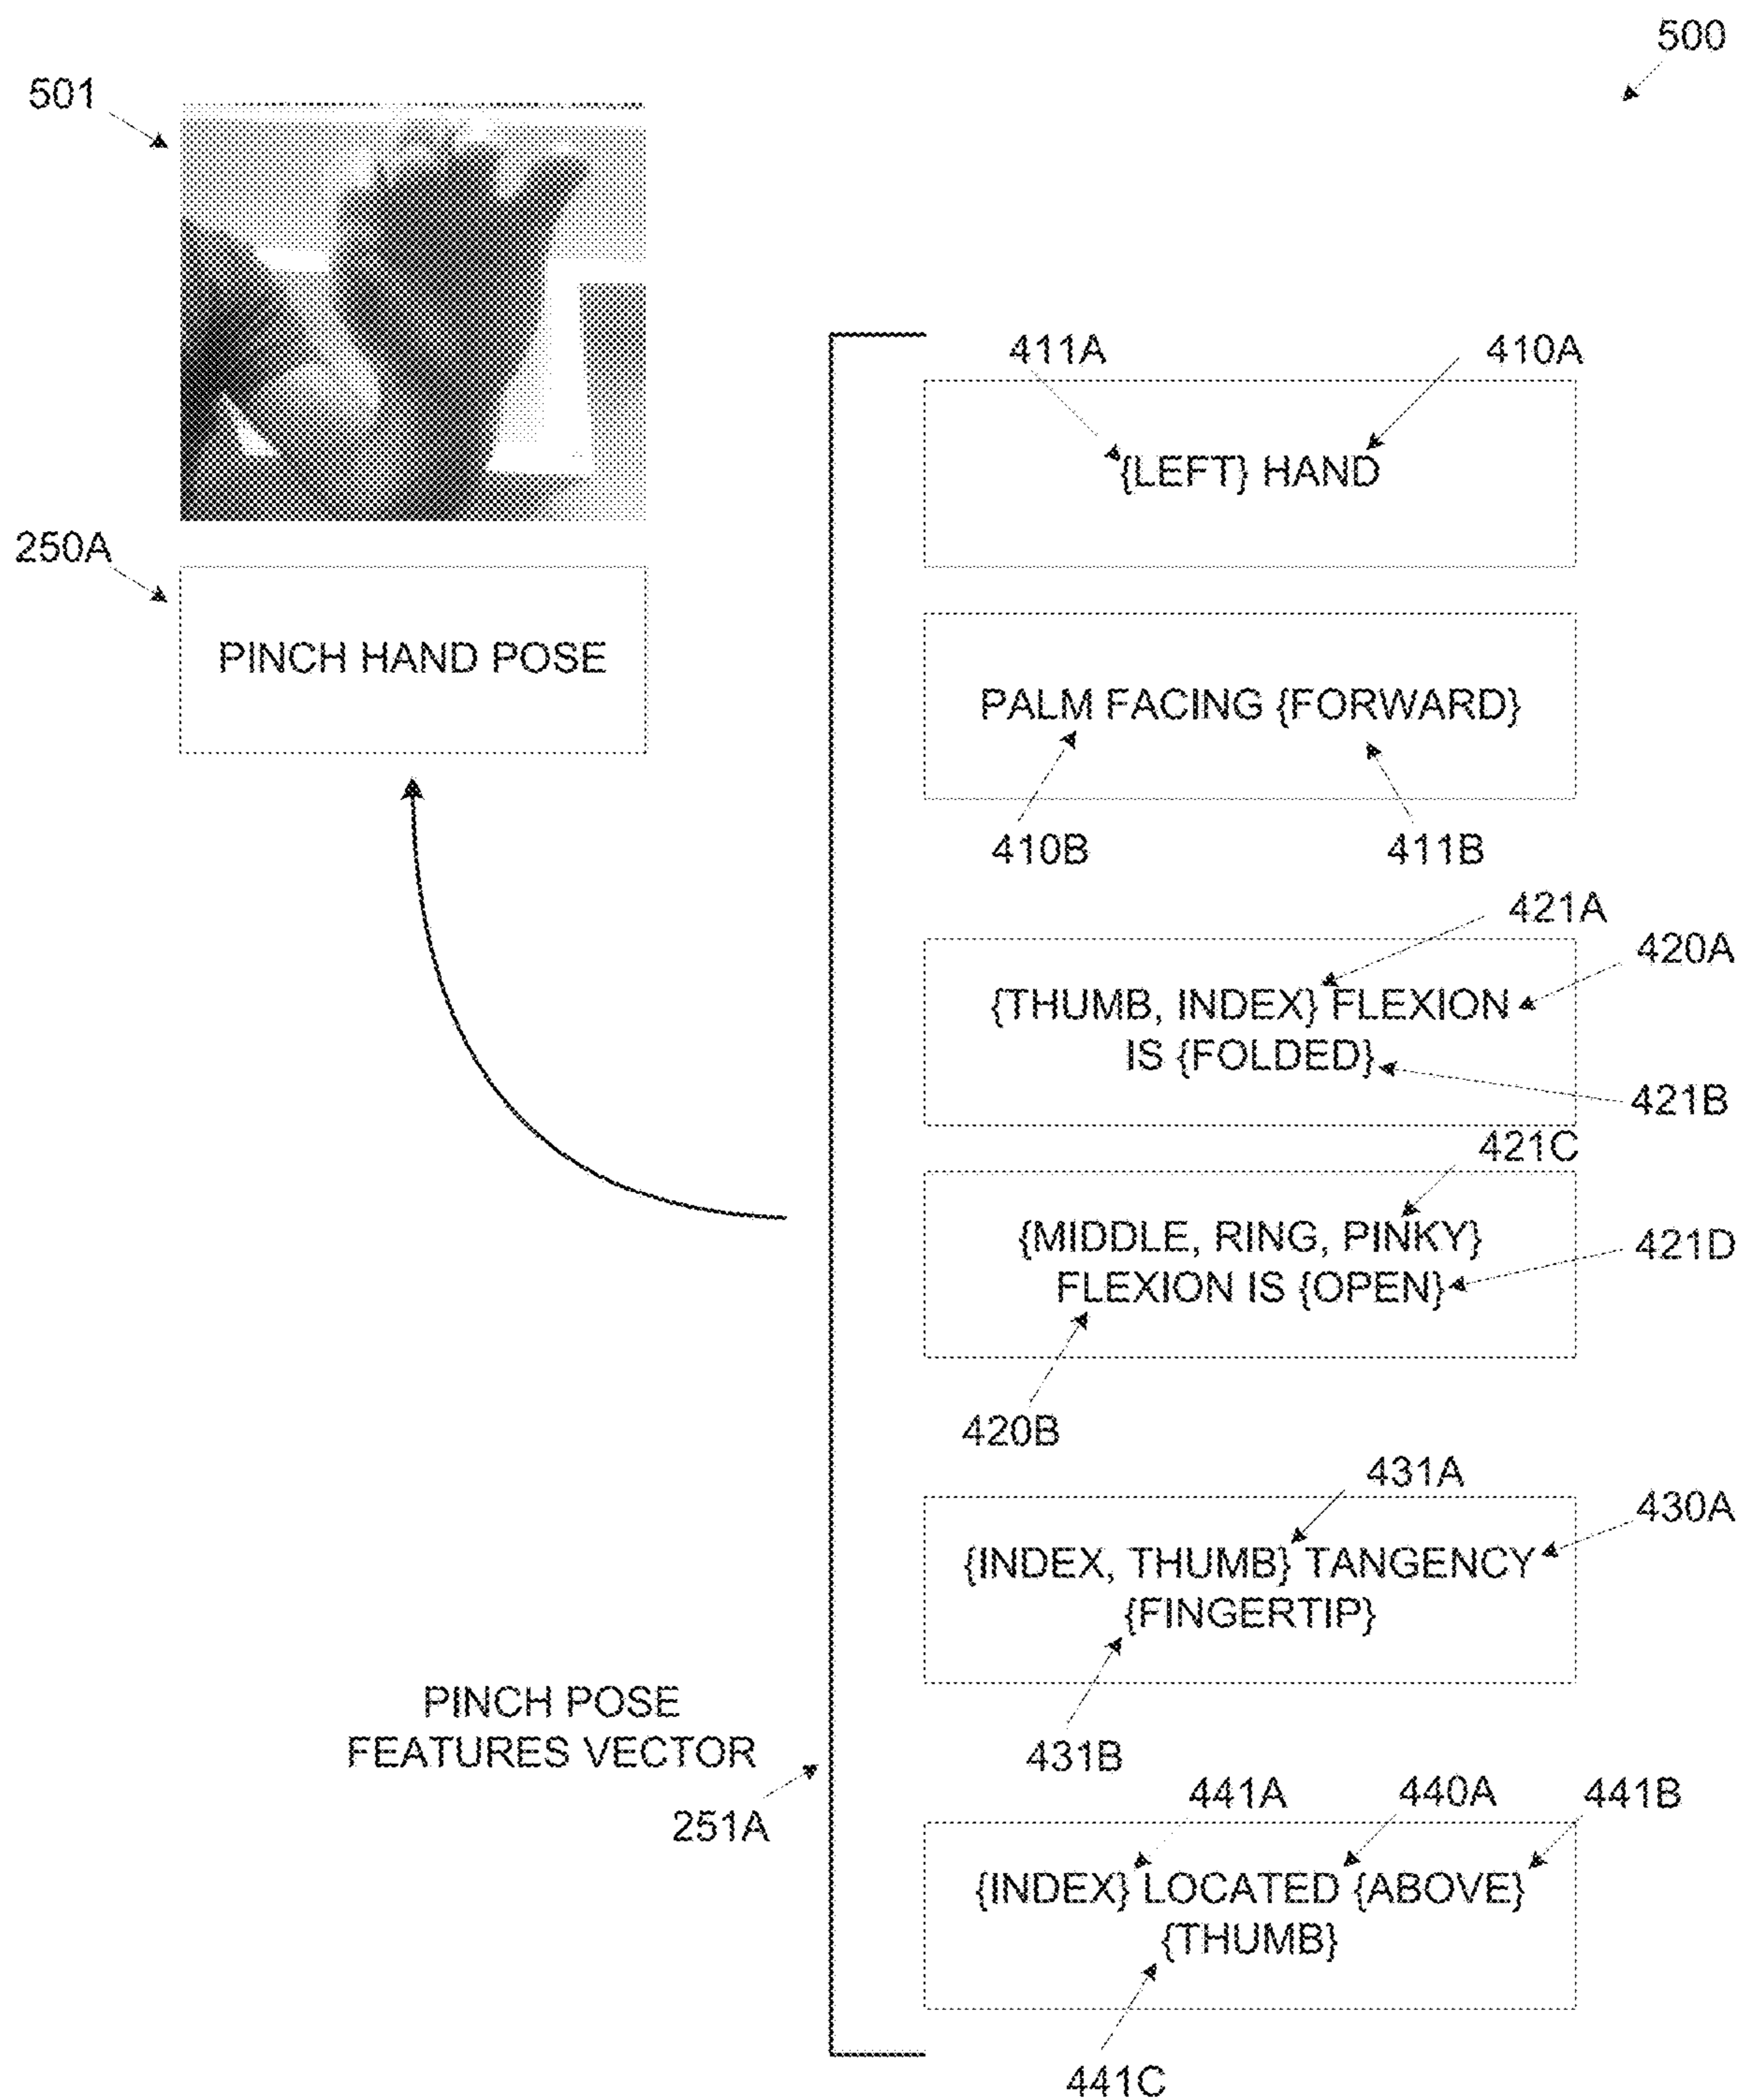 500
501
250A
PINCH HAND POSE
411A
410A
{LEFT} HAND
PALM FACING {FORWARD}
410B
411B
421A
420A
{THUMB, INDEX} FLEXION
IS {FOLDED}
421B
421C
{MIDDLE, RING, PINKY}
FLEXION IS {OPEN}
421D
420B
431A
430A
{INDEX, THUMB} TANGENCY
{FINGERTIP}
431B
PINCH POSE
FEATURES VECTOR
251A
441A
440A
441B
{INDEX} LOCATED {ABOVE}
{THUMB}
441C